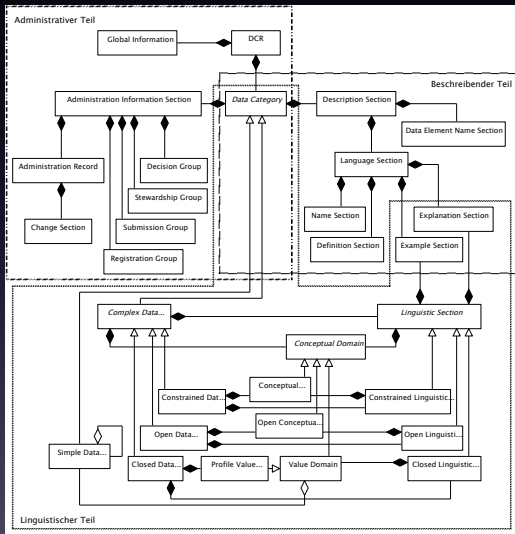 Administrativer Teil
Global Information
DCR
Beschreibender Teil
Administration Information Section
Data Category
Description Section
Data Element Name Section
Administration Record
Decision Group
Language Section
Stewardship Group
Change Section
Submission Group
Name Section
Explanation Section
Registration Group
Definition Section
Example Section
Complex Data...
Linguistic Section
Conceptual Domain
Constrained Dat...
Conceptual...
Constrained Linguistic...
Open Data...
Open Conceptua...
Open Linguisti...
Simple Data...
Closed Data...
Profile Value...
Value Domain
Closed Linguistic...
Linguistischer Teil